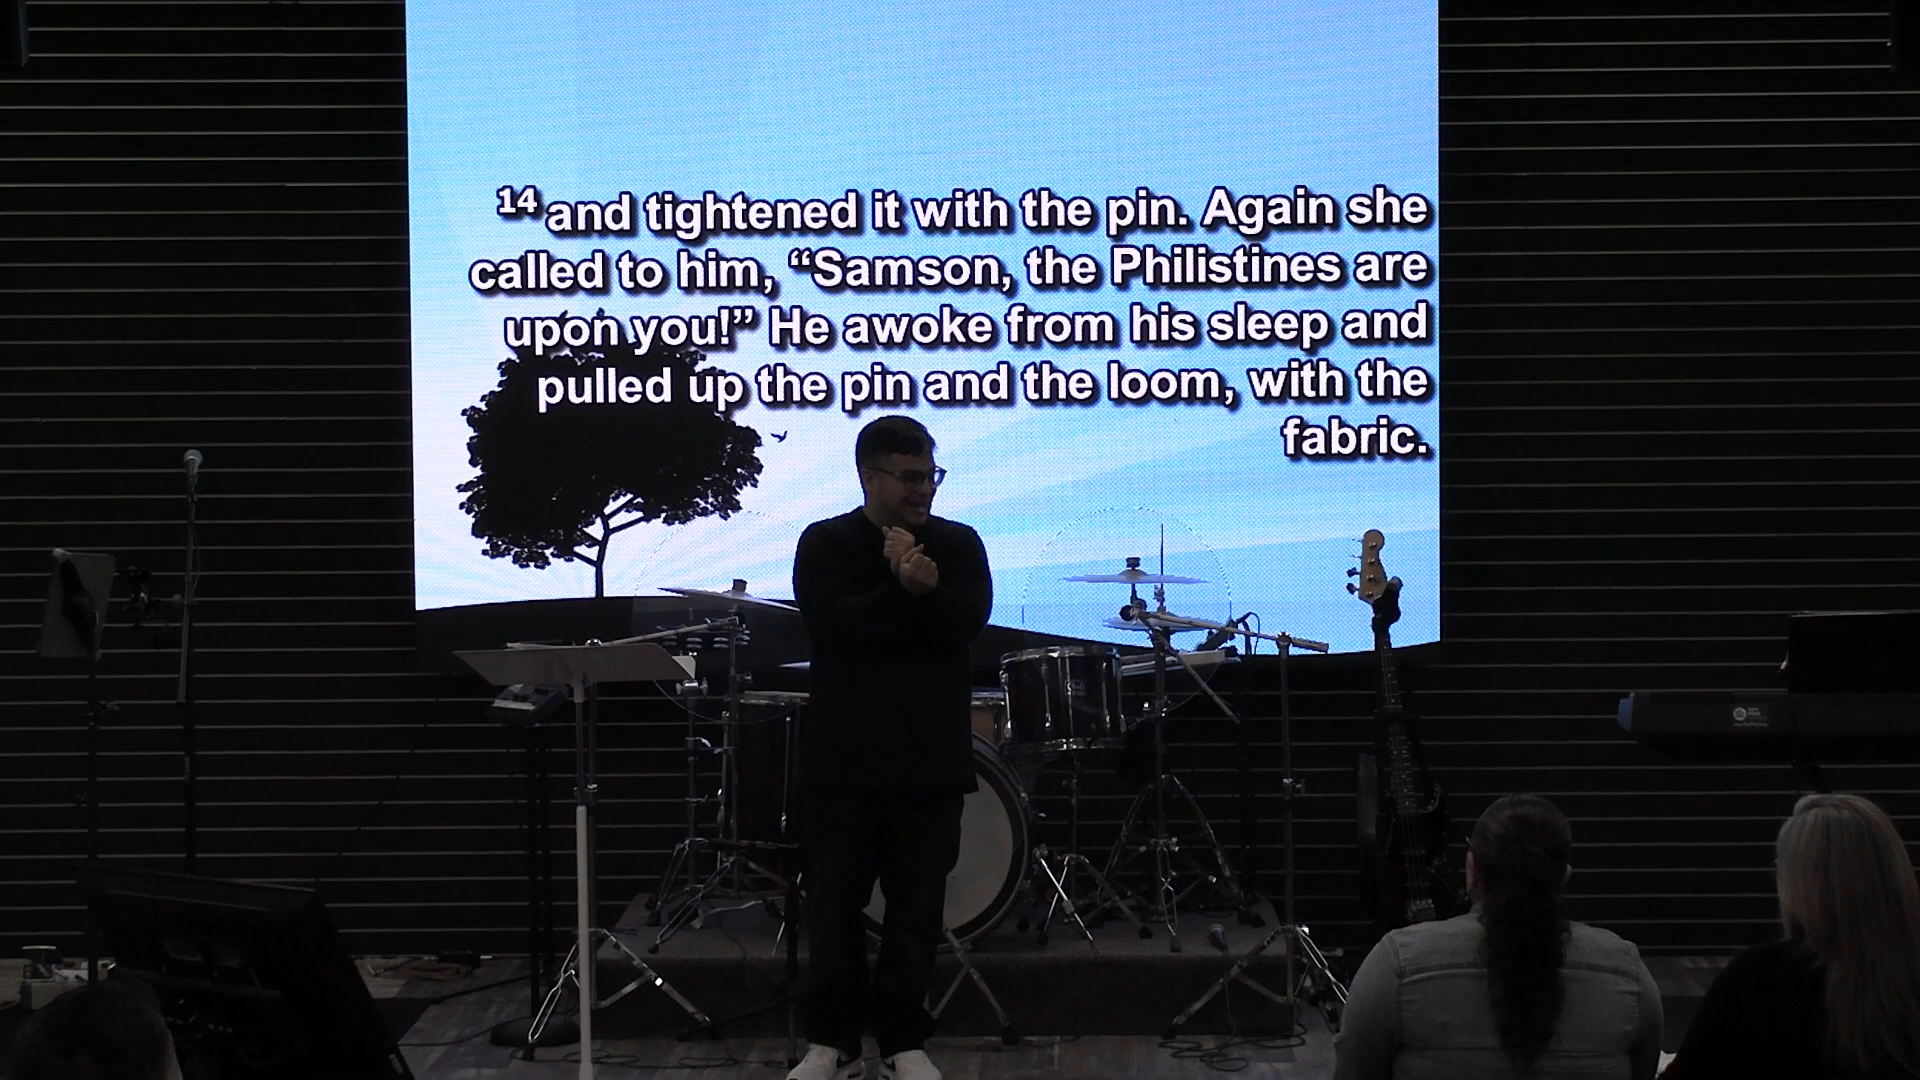 14 and tightened it with the pin. Again she
called to him, “Samson, the Philistines are
upon you!” He awoke from his sleep and
pulled up the pin and the loom, with the
fabric.